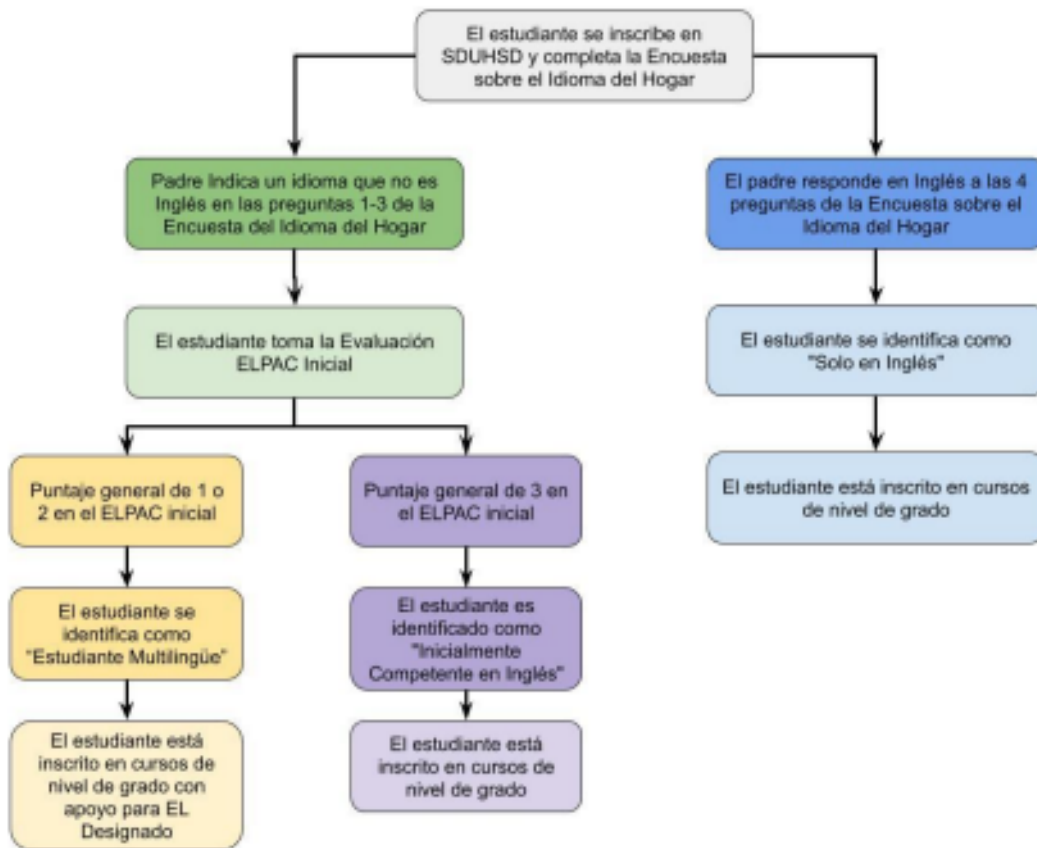 El estudiante se inscribe en
SDUHSD y completa la Encuesta
sobre el Idioma del Hogar
Padre Indica un idioma que no es
Inglés en las preguntas 1-3 de la
Encuesta del Idioma del Hogar
El padre responde en Inglés a las 4
preguntas de la Encuesta sobre el
Idioma del Hogar
El estudiante toma la Evaluación
ELPAC Inicial
El estudiante se identifica como
"Solo en Inglés"
Puntaje general de 1 o
2 en el ELPAC inicial
Puntaje general de 3 en
el ELPAC inicial
El estudiante está inscrito en cursos
de nivel de grado
El estudiante se
identifica como
"Estudiante Multilingüe"
El estudiante es
identificado como
"Inicialmente
Competente en Inglés"
El estudiante está
inscrito en cursos de
nivel de grado con
apoyo para EL
Designado
El estudiante está
inscrito en cursos de
nivel de grado